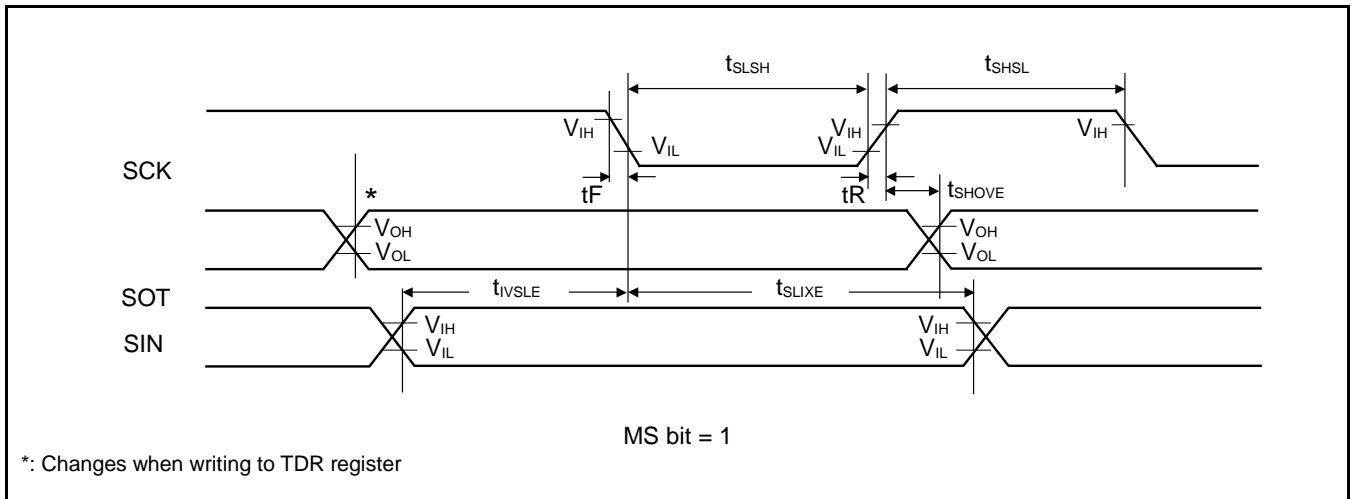 tSLSH tSHSL
VIH VIL VIH VIL VIH
SCK
tF tR tSHOVE
*
VOH VOH
VOL VOL
SOT
tIVSLE tSLIXE
SIN
VIH VIH
VIL VIL
MS bit = 1
*: Changes when writing to TDR register